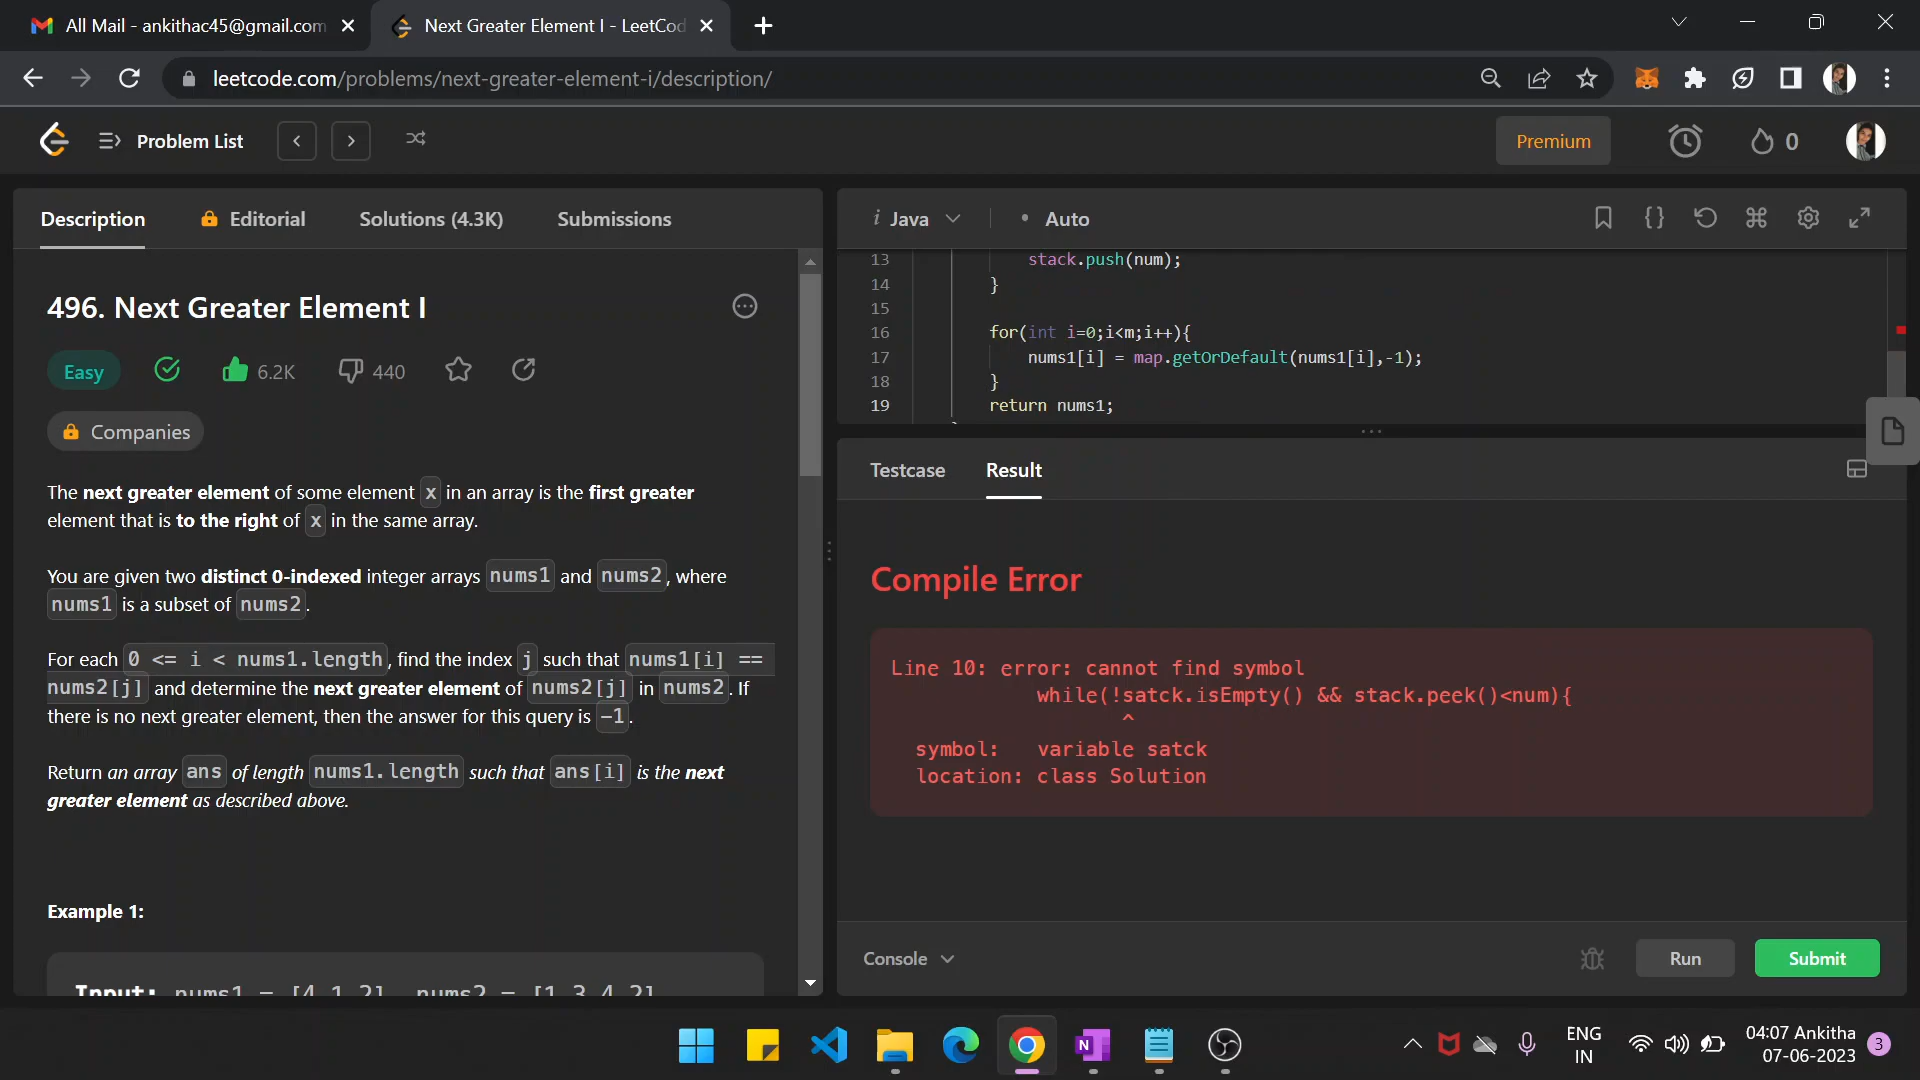 All Mail - ankithac45@gmail.com
Next Greater Element I - LeetCod
leetcode.com/problems/next-greater-element-i/description/
Problem List
Premium
0
Description
Editorial
Solutions (4.3K)
Submissions
496. Next Greater Element I
Easy
6.2K
440
Companies
The next greater element of some element x in an array is the first greater
element that is to the right of x in the same array.
You are given two distinct 0-indexed integer arrays nums1 and nums2, where
nums1 is a subset of nums2.
For each 0 <= i < nums1.length, find the index j such that nums1[i] ==
nums2[j] and determine the next greater element of nums2[j] in nums2. If
there is no next greater element, then the answer for this query is -1.
Return an array ans of length nums1.length such that ans[i] is the next
greater element as described above.
Example 1:
Input: nums1 = [4,1,2], nums2 = [1,3,4,2]
i Java
• Auto
13 stack.push(num);
14 }
15
16 for(int i=0;i<m;i++){
17 nums1[i] = map.getOrDefault(nums1[i],-1);
18 }
19 return nums1;
Testcase
Result
Compile Error
Line 10: error: cannot find symbol
while(!satck.isEmpty() && stack.peek()<num){
^
symbol: variable satck
location: class Solution
Console
Run
Submit
ENG
IN
04:07 Ankitha
07-06-2023
3